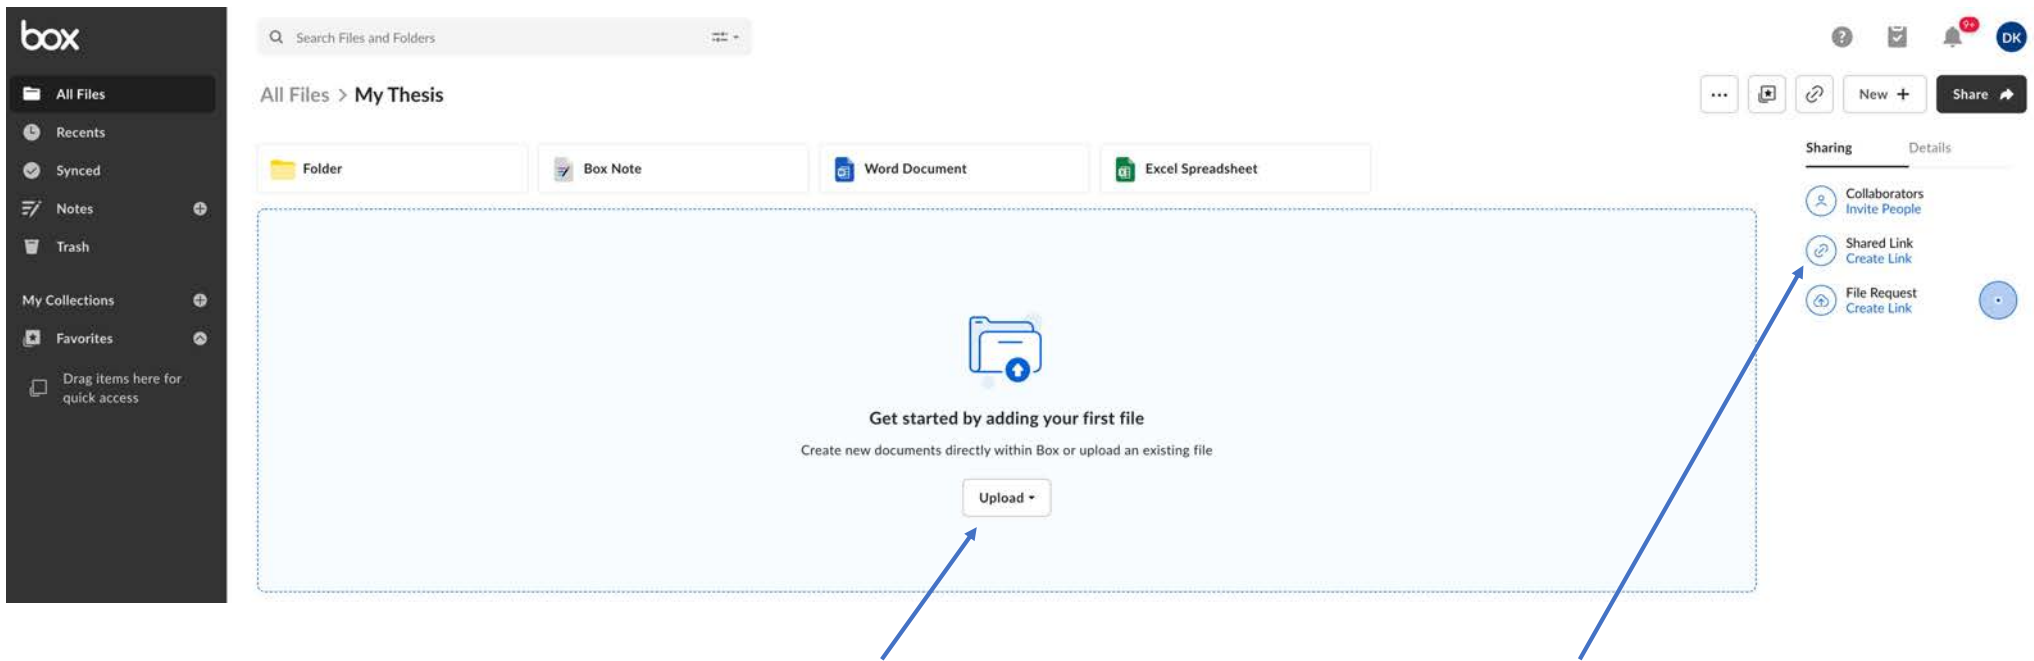 box
Search Files and Folders
9+
DK
All Files
Recents
Synced
Notes
Trash
My Collections
Favorites
Drag items here for
quick access
All Files > My Thesis
...
New +
Share
Folder
Box Note
Word Document
Excel Spreadsheet
Get started by adding your first file
Create new documents directly within Box or upload an existing file
Upload
Sharing
Details
Collaborators
Invite People
Shared Link
Create Link
File Request
Create Link